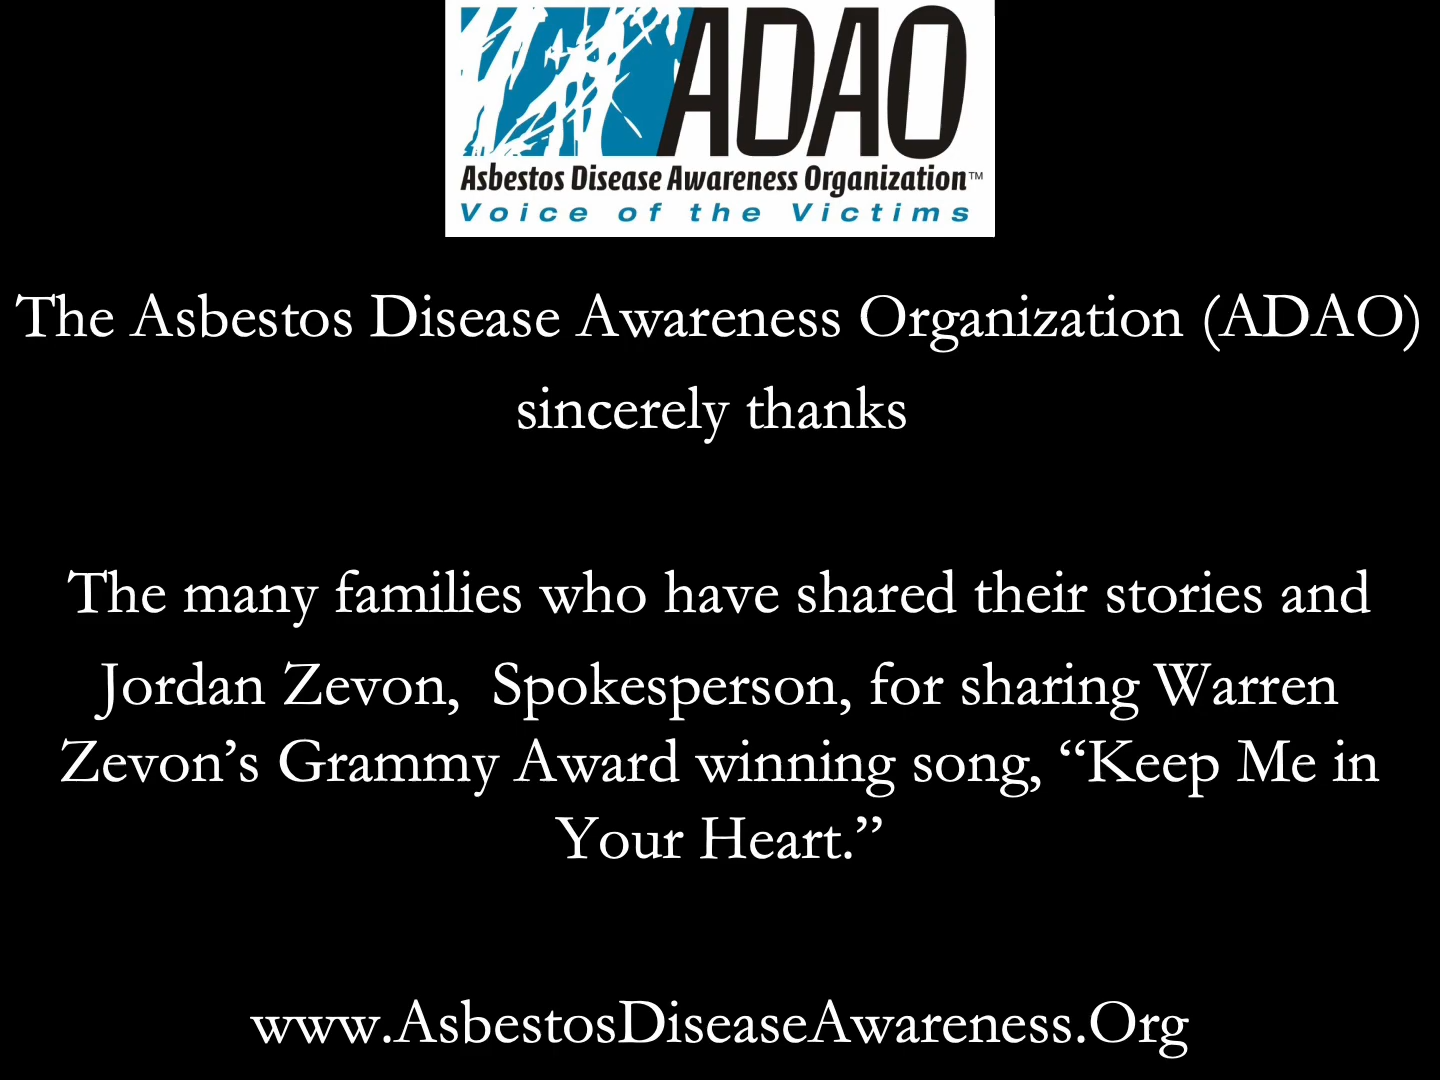 ADAO
Asbestos Disease Awareness Organization™
Voice of the Victims
The Asbestos Disease Awareness Organization (ADAO)
sincerely thanks
The many families who have shared their stories and
Jordan Zevon,  Spokesperson, for sharing Warren
Zevon’s Grammy Award winning song, “Keep Me in
Your Heart.”
www.AsbestosDiseaseAwareness.Org